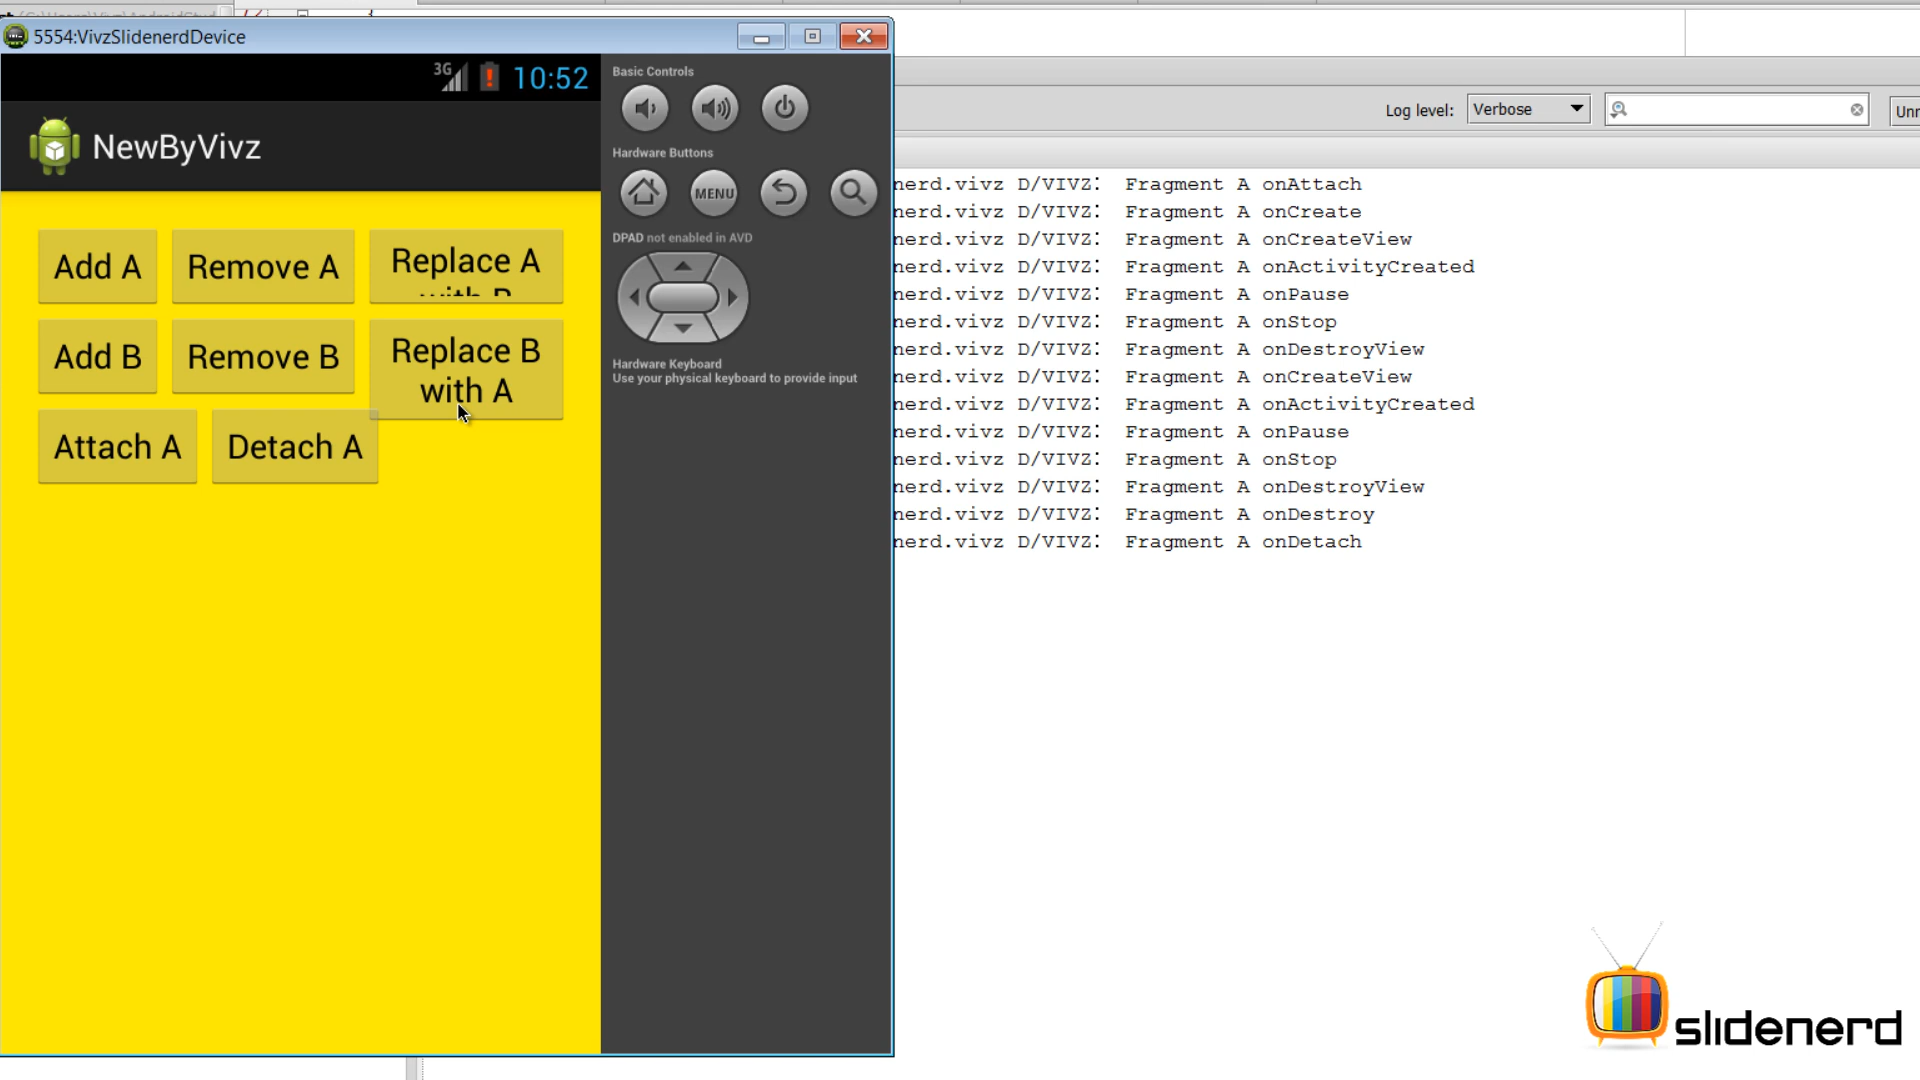 5554:VivzSlidenerdDevice
3G 10:52
NewByVivz
Add A
Remove A
Replace A
with B
Add B
Remove B
Replace B
with A
Attach A
Detach A
Basic Controls
Hardware Buttons
MENU
DPAD not enabled in AVD
Hardware Keyboard
Use your physical keyboard to provide input
Log level: Verbose
nerd.vivz D/VIVZ: Fragment A onAttach
nerd.vivz D/VIVZ: Fragment A onCreate
nerd.vivz D/VIVZ: Fragment A onCreateView
nerd.vivz D/VIVZ: Fragment A onActivityCreated
nerd.vivz D/VIVZ: Fragment A onPause
nerd.vivz D/VIVZ: Fragment A onStop
nerd.vivz D/VIVZ: Fragment A onDestroyView
nerd.vivz D/VIVZ: Fragment A onCreateView
nerd.vivz D/VIVZ: Fragment A onActivityCreated
nerd.vivz D/VIVZ: Fragment A onPause
nerd.vivz D/VIVZ: Fragment A onStop
nerd.vivz D/VIVZ: Fragment A onDestroyView
nerd.vivz D/VIVZ: Fragment A onDestroy
nerd.vivz D/VIVZ: Fragment A onDetach
slidenerd